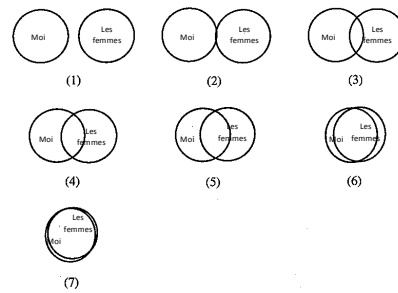 Moi
Les
femmes
Moi
Les
femmes
Moi
Les
femmes
(1)
(2)
(3)
Moi
Les
femmes
Moi
Les
femmes
Moi
Les
femmes
(4)
(5)
(6)
Les
femmes
Moi
(7)